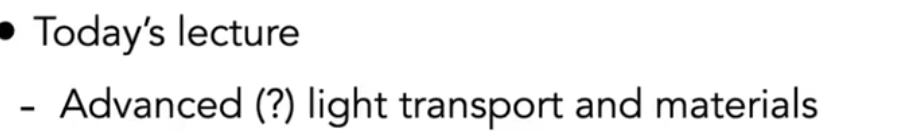 • Today's lecture
- Advanced (?) light transport and materials